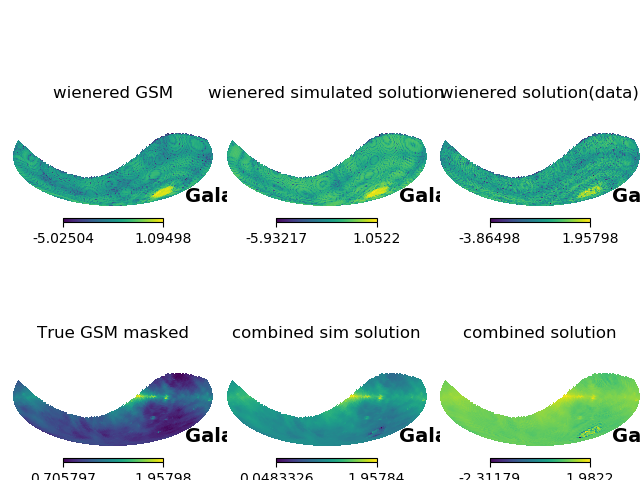 wienered GSM
wienered simulated solution
wienered solution(data)
Gala
Gala
Ga
-5.02504 1.09498
-5.93217 1.0522
-3.86498 1.95798
True GSM masked
combined sim solution
combined solution
Gala
Gala
Ga
0.705797 1.95798
0.0483326 1.95784
-2.31179 1.9822